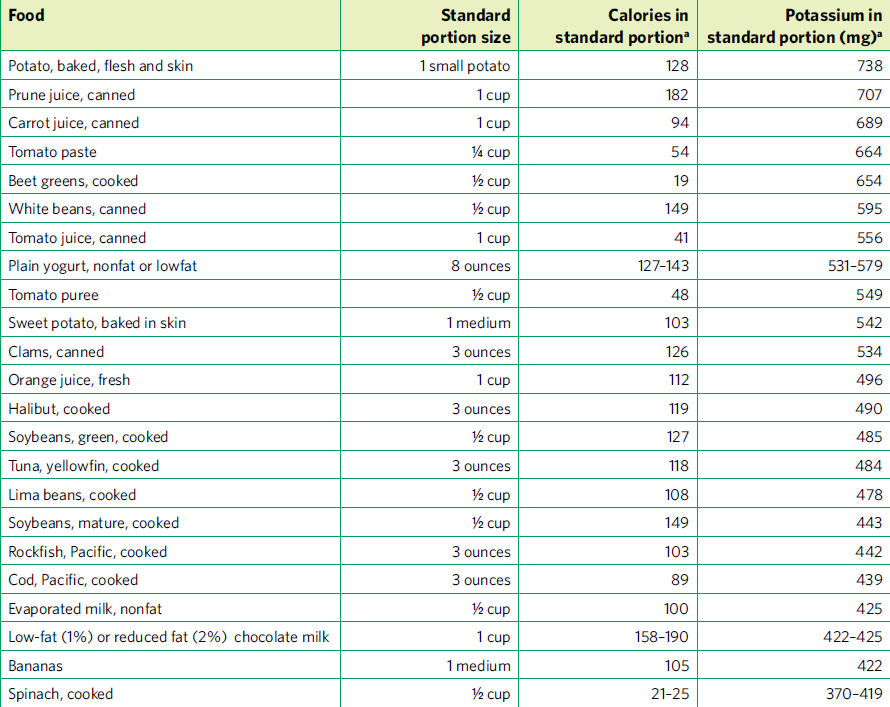 Food Standard portion size Calories in standard portionᵃ Potassium in standard portion (mg)ᵃ
Potato, baked, flesh and skin 1 small potato 128 738
Prune juice, canned 1 cup 182 707
Carrot juice, canned 1 cup 94 689
Tomato paste ¼ cup 54 664
Beet greens, cooked ½ cup 19 654
White beans, canned ½ cup 149 595
Tomato juice, canned 1 cup 41 556
Plain yogurt, nonfat or lowfat 8 ounces 127–143 531–579
Tomato puree ½ cup 48 549
Sweet potato, baked in skin 1 medium 103 542
Clams, canned 3 ounces 126 534
Orange juice, fresh 1 cup 112 496
Halibut, cooked 3 ounces 119 490
Soybeans, green, cooked ½ cup 127 485
Tuna, yellowfin, cooked 3 ounces 118 484
Lima beans, cooked ½ cup 108 478
Soybeans, mature, cooked ½ cup 149 443
Rockfish, Pacific, cooked 3 ounces 103 442
Cod, Pacific, cooked 3 ounces 89 439
Evaporated milk, nonfat ½ cup 100 425
Low-fat (1%) or reduced fat (2%) chocolate milk 1 cup 158–190 422–425
Bananas 1 medium 105 422
Spinach, cooked ½ cup 21–25 370–419